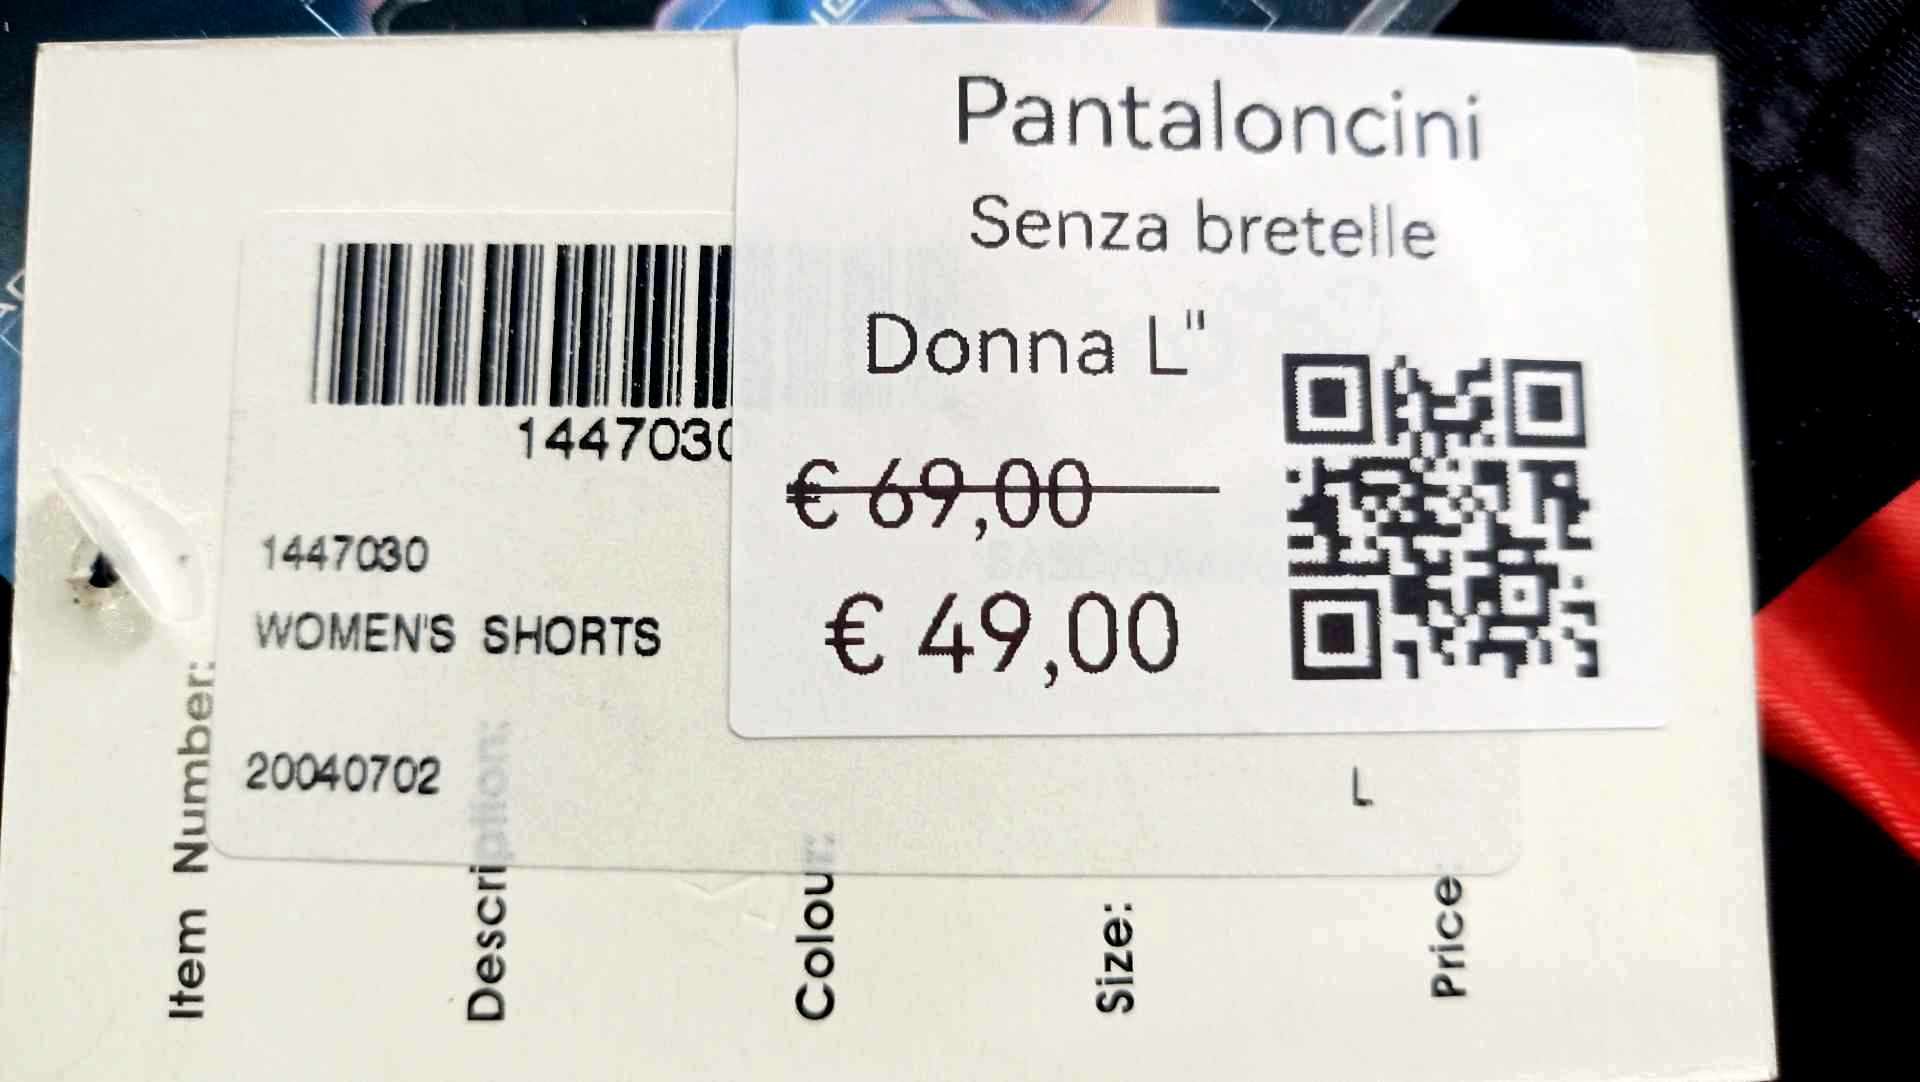 Pantaloncini
Senza bretelle
Donna L"
€ 69,00
€ 49,00
1447030
1447030
WOMEN'S SHORTS
20040702
L
Item Number:
Description:
Colour:
Size:
Price: